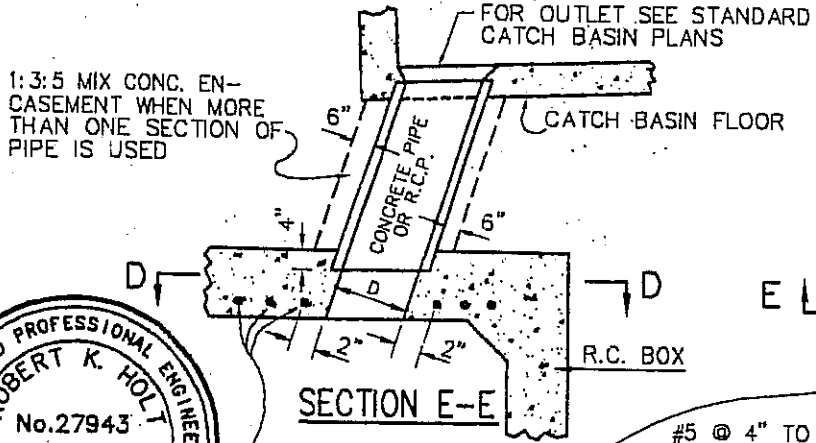 FOR OUTLET SEE STANDARD
CATCH BASIN PLANS
1:3:5 MIX CONC. EN-
CASEMENT WHEN MORE
THAN ONE SECTION OF
PIPE IS USED
6"
CATCH BASIN FLOOR
CONCRETE PIPE
OR R.C.P.
6"
4"
D
D
D
E
2"
2"
R.C. BOX
SECTION E-E
PROFESSIONAL ENGINEE
ROBERT K. HOLT
No.27943
#5 @ 4" TO